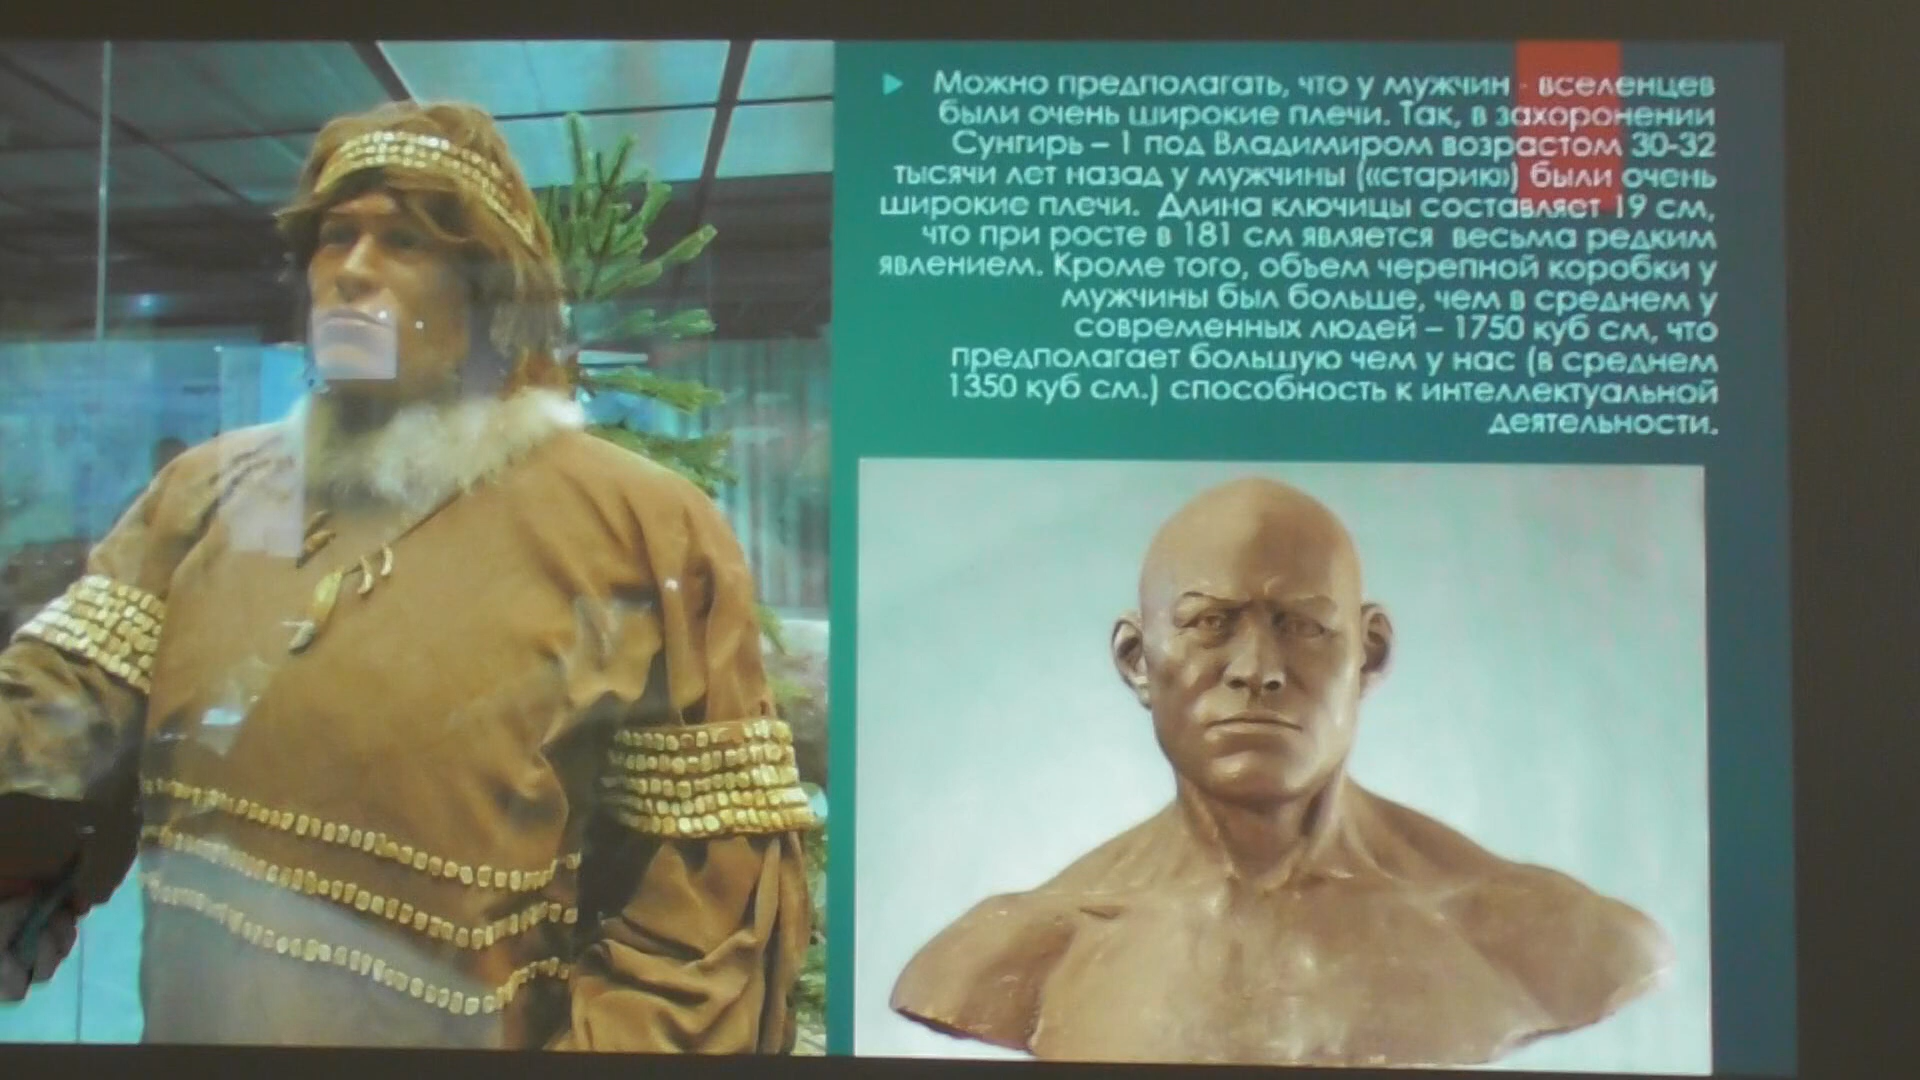 Можно предполагать, что у мужчин - вселенцев
были очень широкие плечи. Так, в захоронении
Сунгирь – 1 под Владимиром возрастом 30-32
тысячи лет назад у мужчины («старик») были очень
широкие плечи. Длина ключицы составляет 19 см,
что при росте в 181 см является весьма редким
явлением. Кроме того, объем черепной коробки у
мужчины был больше, чем в среднем у
современных людей – 1750 куб см, что
предполагает большую чем у нас (в среднем
1350 куб см.) способность к интеллектуальной
деятельности.